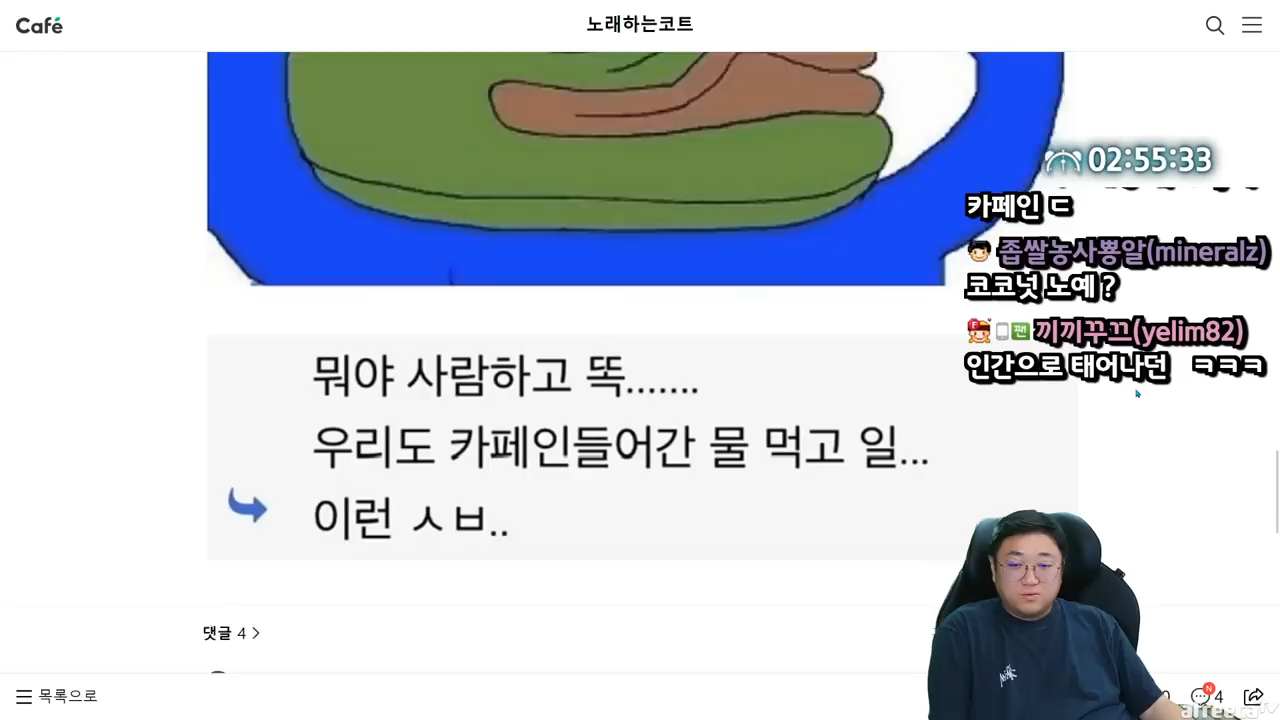 Café
노래하는코트
02:55:33
카페인 ㄷ
좁쌀농사뽕알(mineralz)
코코넛 노예?
F
팬
끼끼꾸끄(yelim82)
인간으로 태어나던 ㅋㅋㅋ
뭐야 사람하고 똑.......
우리도 카페인들어간 물 먹고 일...
이런 ㅅㅂ..
댓글 4
목록으로
0
N
4
afreecaTV